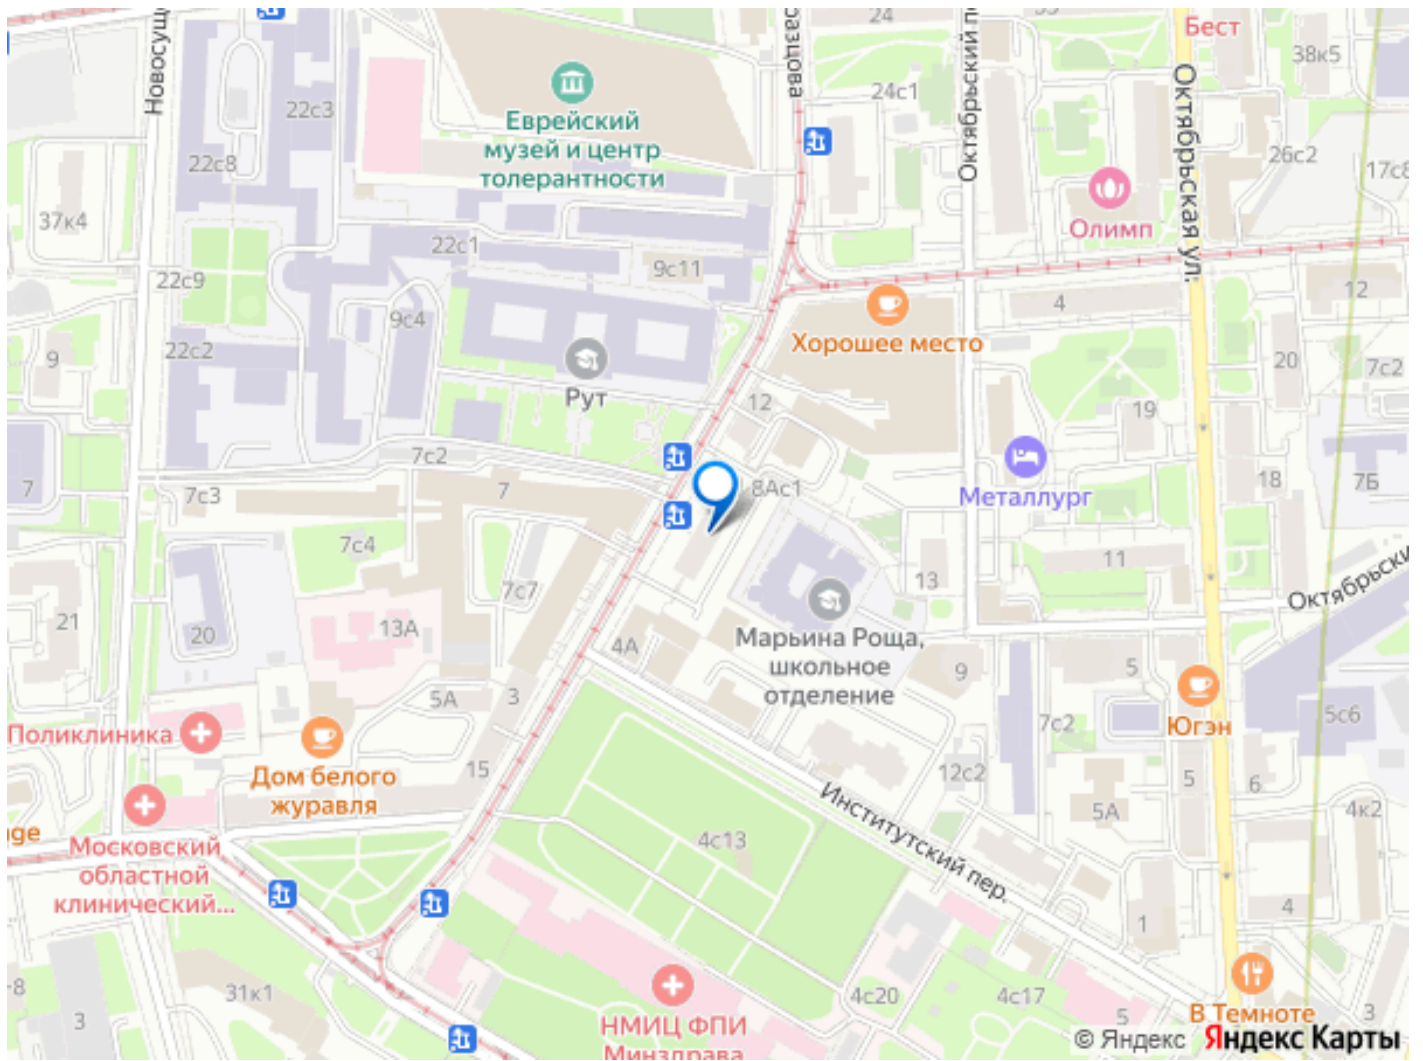 24
Бест
38к5
Новосущ
22с3
Еврейский
музей и центр
толерантности
разцова
24с1
Октябрьский п
Октябрьская ул.
26с2
17с8
22с8
37к4
Олимп
22с1
9с11
22с9
9с4
4
12
Хорошее место
22с2
9
Рут
12
19
20
7с2
7с2
7
7с3
7
8Ас1
Металлург
18
7Б
7с4
11
13
7с7
Октябрьски
21
20
13А
4А
Марьина Роща,
школьное
отделение
9
5
5А
3
7с2
5с6
Поликлиника
Югэн
Дом белого
журавля
15
12с2
5
6
5А
4к2
Институтский пер.
ge
4с13
Московский
областной
клинический...
1
4
-8
31к1
3
4с20
4с17
5
В Темноте
3
НМИЦ ФПИ
Минздрава
© Яндекс Яндекс Карты